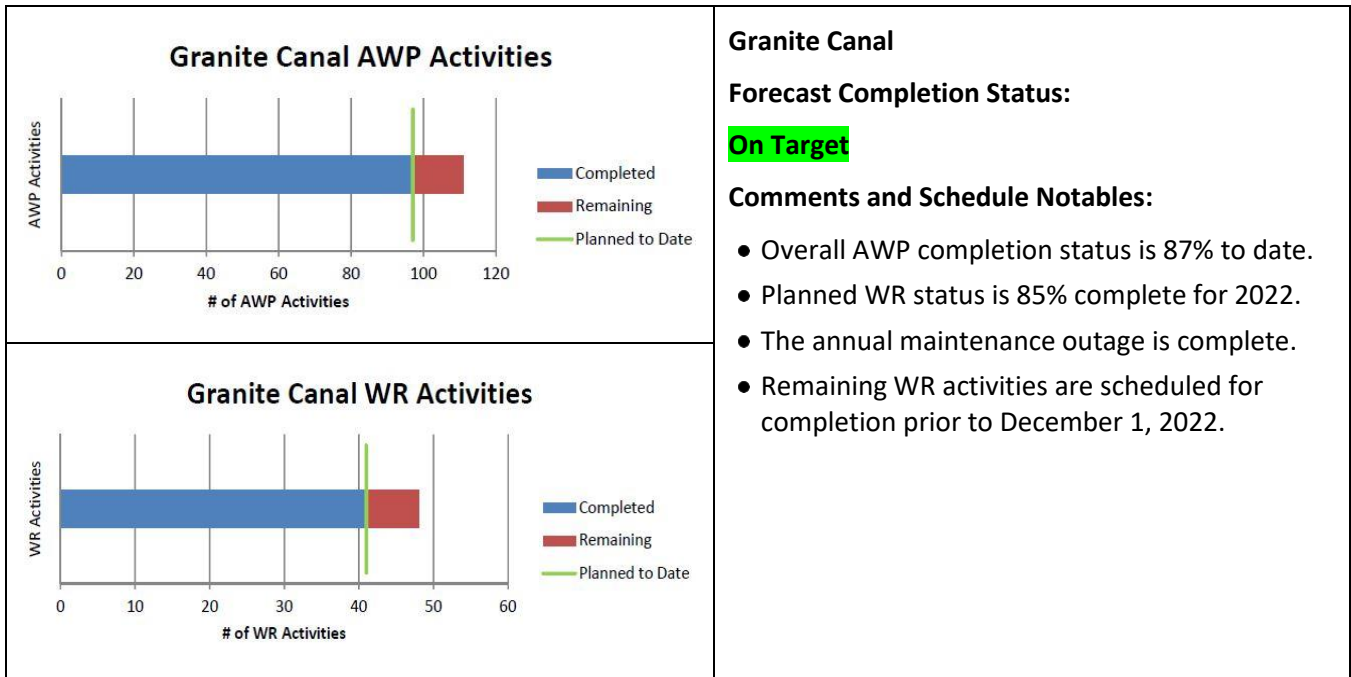 Granite Canal AWP Activities
AWP Activities
Completed
Remaining
Planned to Date
0 20 40 60 80 100 120
# of AWP Activities
Granite Canal WR Activities
WR Activities
Completed
Remaining
Planned to Date
0 10 20 30 40 50 60
# of WR Activities
Granite Canal
Forecast Completion Status:
On Target
Comments and Schedule Notables:
● Overall AWP completion status is 87% to date.
● Planned WR status is 85% complete for 2022.
● The annual maintenance outage is complete.
● Remaining WR activities are scheduled for
completion prior to December 1, 2022.